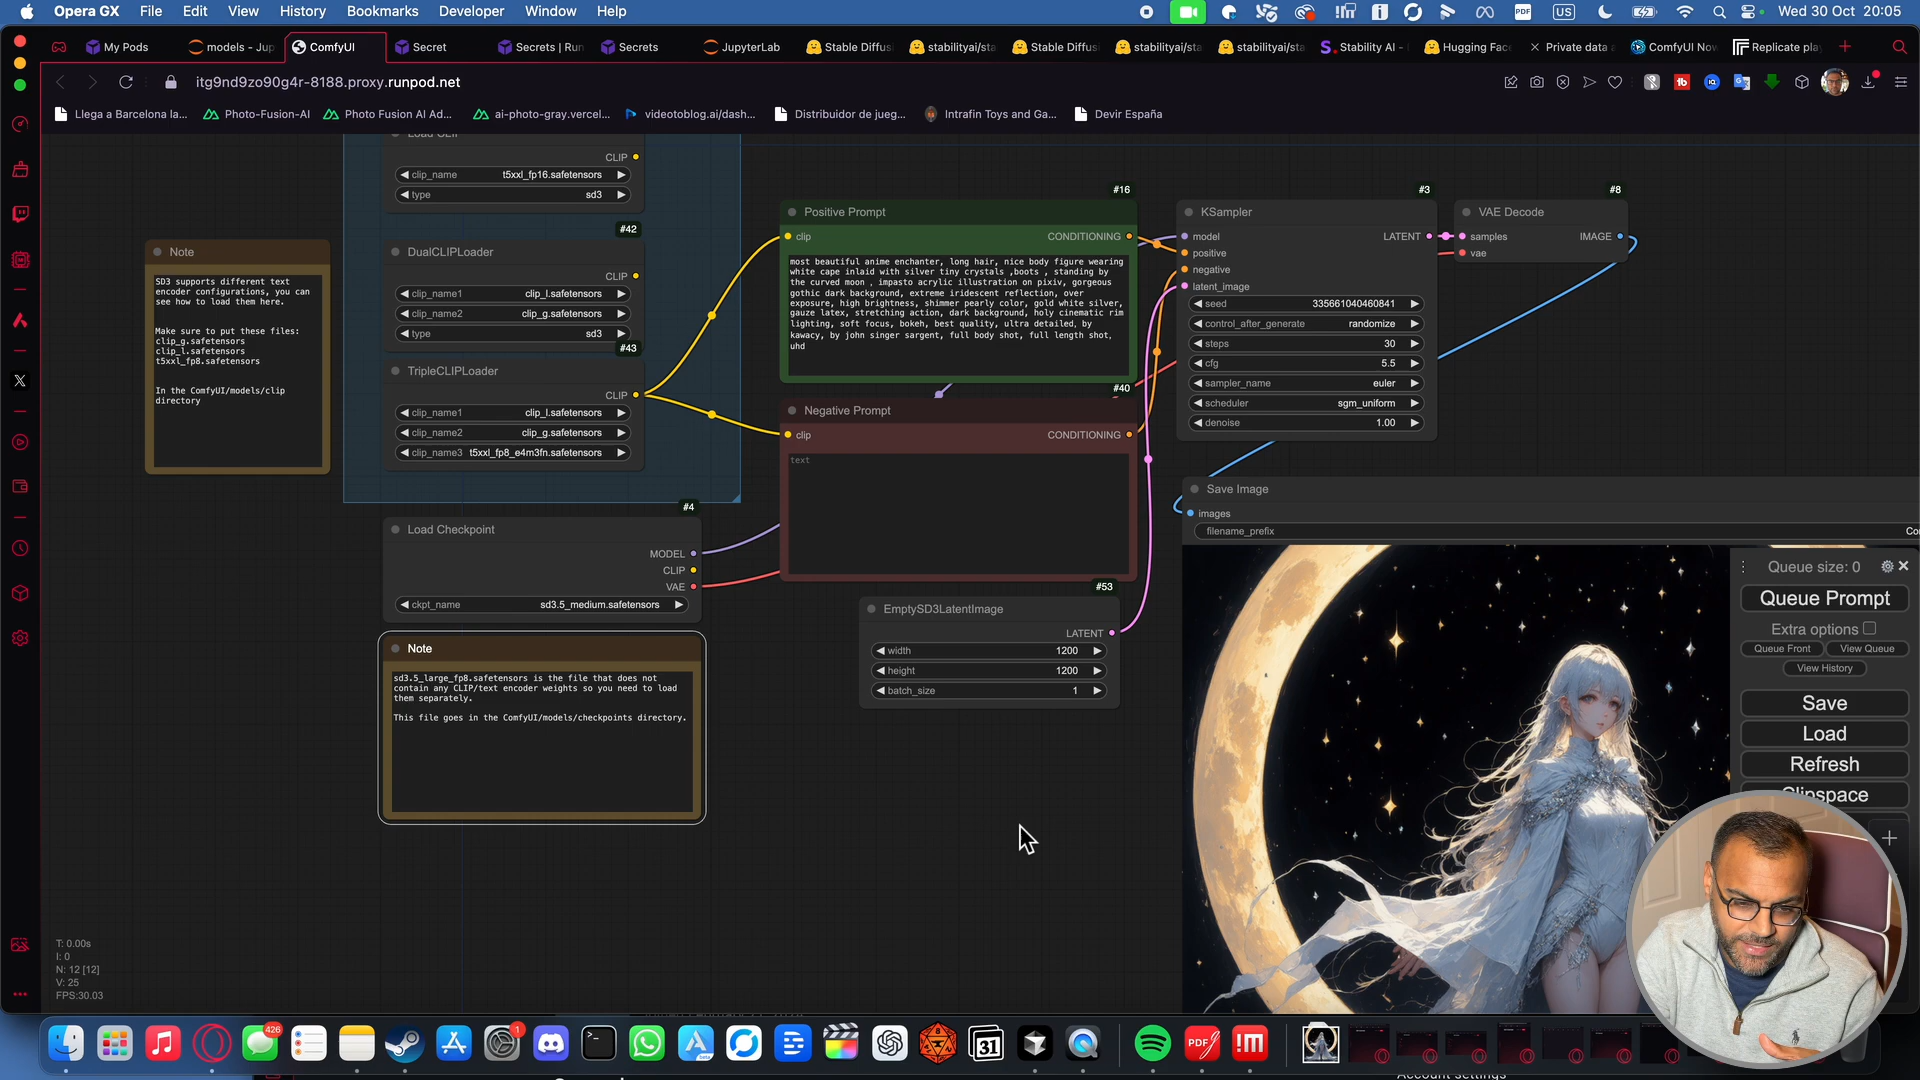 Opera GX File Edit View History Bookmarks Developer Window Help
US Wed 30 Oct 20:05
My Pods models - Jup ComfyUI Secret Secrets | Run Secrets JupyterLab Stable Diffus stabilityai/sta Stable Diffus stabilityai/sta stabilityai/sta Stability AI - Hugging Face Private data ComfyUI Now Replicate pla
itg9nd9zo90g4r-8188.proxy.runpod.net
Llega a Barcelona la... Photo-Fusion-AI Photo Fusion AI Ad... ai-photo-gray.vercel... videotoblog.ai/dash... Distribuidor de jueg... Intrafin Toys and Ga... Devir España
Load CLIP
CLIP
clip_name t5xxl_fp16.safetensors
type sd3
#42
DualCLIPLoader
CLIP
clip_name1 clip_l.safetensors
clip_name2 clip_g.safetensors
type sd3
#43
TripleCLIPLoader
CLIP
clip_name1 clip_l.safetensors
clip_name2 clip_g.safetensors
clip_name3 t5xxl_fp8_e4m3fn.safetensors
Note
SD3 supports different text
encoder configurations, you can
see how to load them here.
Make sure to put these files:
clip_g.safetensors
clip_l.safetensors
t5xxl_fp8.safetensors
In the ComfyUI/models/clip
directory
#4
Load Checkpoint
MODEL
CLIP
VAE
ckpt_name sd3.5_medium.safetensors
Note
sd3.5_large_fp8.safetensors is the file that does not
contain any CLIP/text encoder weights so you need to load
them separately.
This file goes in the ComfyUI/models/checkpoints directory.
#16
Positive Prompt
clip CONDITIONING
most beautiful anime enchanter, long hair, nice body figure wearing
white cape inlaid with silver tiny crystals ,boots , standing by
the curved moon , impasto acrylic illustration on pixiv, gorgeous
gothic dark background, extreme iridescent reflection, over
exposure, high brightness, shimmer pearly color, gold white silver,
gauze latex, stretching action, dark background, holy cinematic rim
lighting, soft focus, bokeh, best quality, ultra detailed, by
kawacy, by john singer sargent, full body shot, full length shot,
uhd
#40
Negative Prompt
clip CONDITIONING
text
#53
EmptySD3LatentImage
LATENT
width 1200
height 1200
batch_size 1
#3
KSampler
model LATENT
positive
negative
latent_image
seed 335661040460841
control_after_generate randomize
steps 30
cfg 5.5
sampler_name euler
scheduler sgm_uniform
denoise 1.00
#8
VAE Decode
samples IMAGE
vae
Save Image
images
filename_prefix Co
Queue size: 0
Queue Prompt
Extra options
Queue Front View Queue
View History
Save
Load
Refresh
Clipspace
T: 0.00s
I: 0
N: 12 [12]
V: 25
FPS:30.03
426
1
31
PDF
Account settings